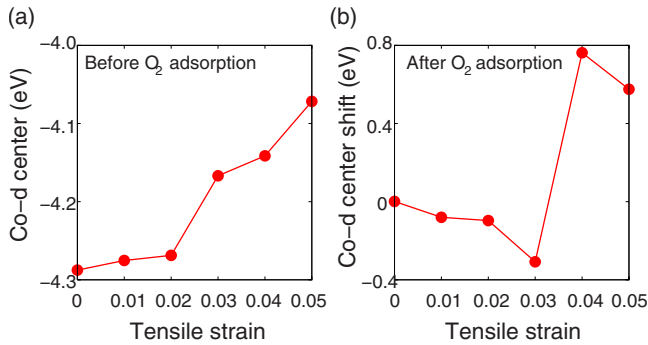 (a)
Before O2 adsorption
Co−d center (eV)
−4.0
−4.1
−4.2
−4.3
0 0.01 0.02 0.03 0.04 0.05
Tensile strain
(b)
After O2 adsorption
Co−d center shift (eV)
0.8
0.4
0
−0.4
0 0.01 0.02 0.03 0.04 0.05
Tensile strain